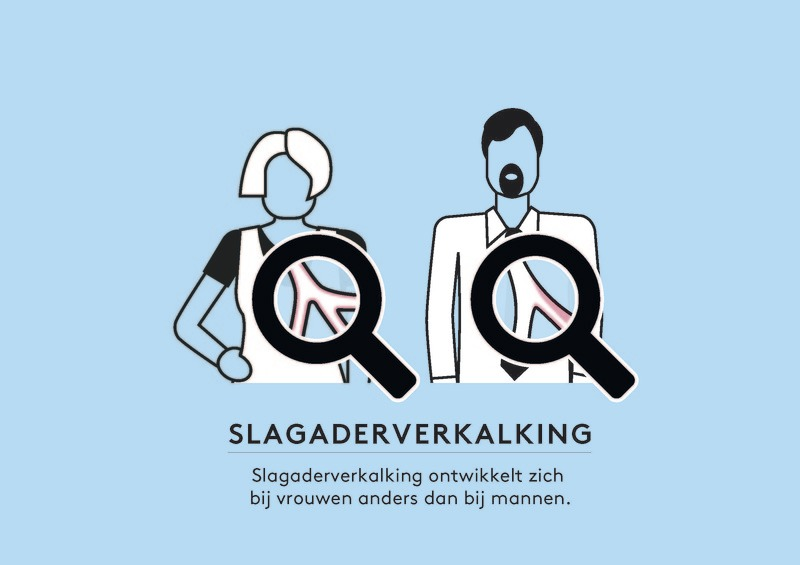 SLAGADERVERKALKING
Slagaderverkalking ontwikkelt zich
bij vrouwen anders dan bij mannen.